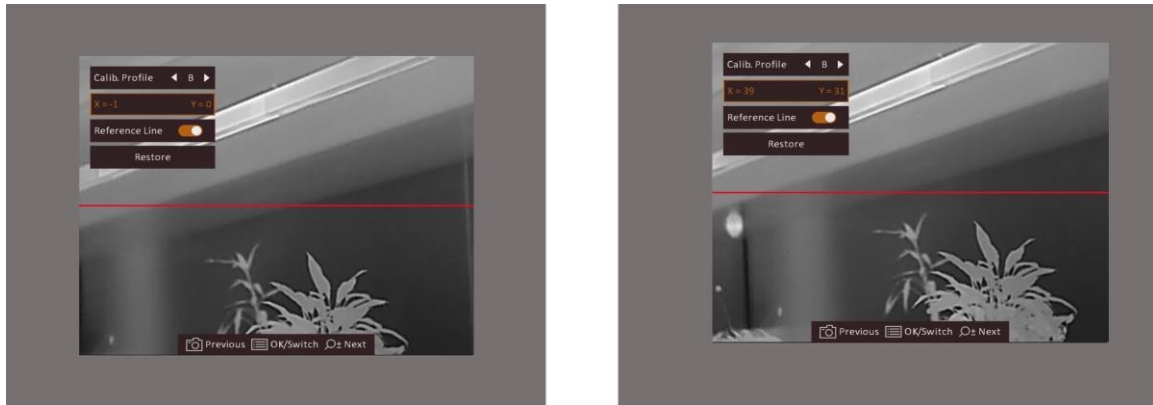 Calib. Profile B
X = -1 Y = 0
Reference Line
Restore
Previous OK/Switch Next
Calib. Profile B
X = 39 Y = 31
Reference Line
Restore
Previous OK/Switch Next